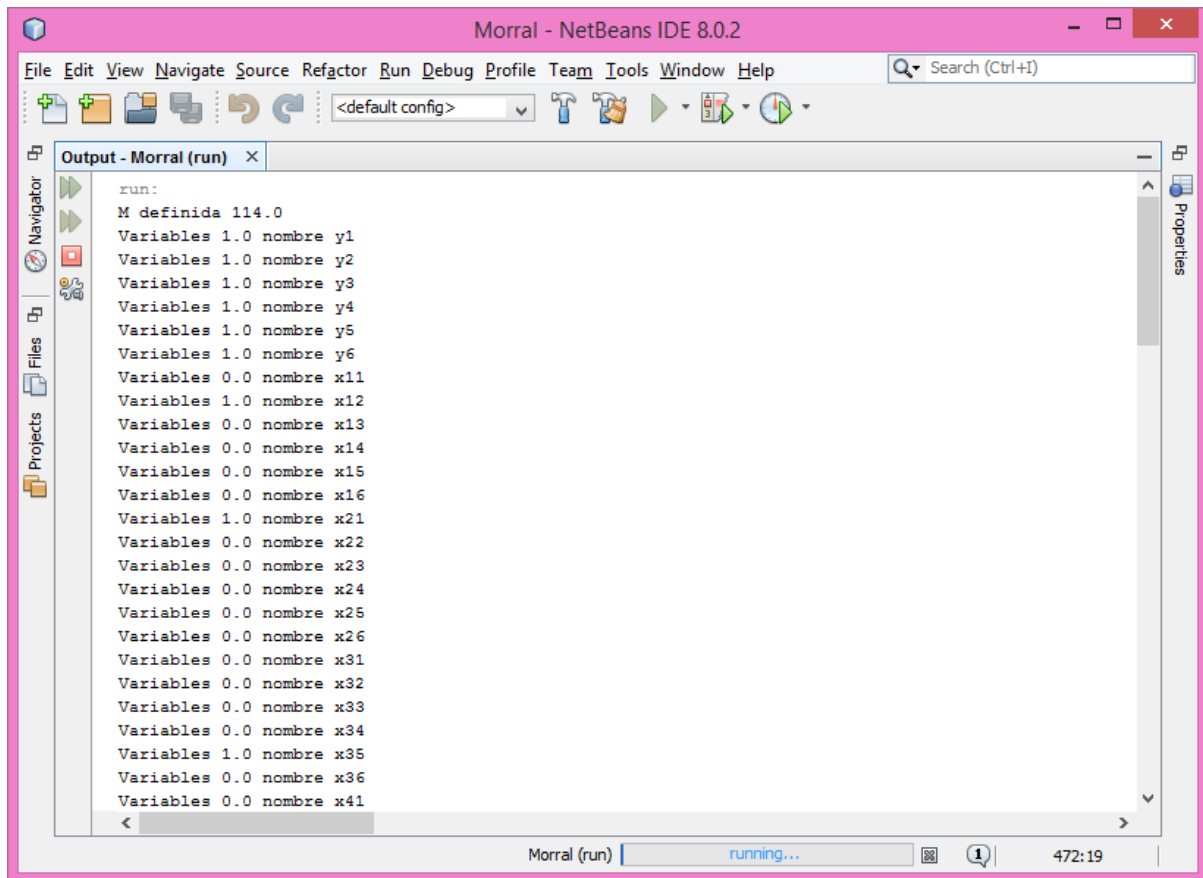 Morral - NetBeans IDE 8.0.2
File Edit View Navigate Source Refactor Run Debug Profile Team Tools Window Help
Search (Ctrl+I)
<default config>
Output - Morral (run)
Navigator
Files
Projects
Properties
run:
M definida 114.0
Variables 1.0 nombre y1
Variables 1.0 nombre y2
Variables 1.0 nombre y3
Variables 1.0 nombre y4
Variables 1.0 nombre y5
Variables 1.0 nombre y6
Variables 0.0 nombre x11
Variables 1.0 nombre x12
Variables 0.0 nombre x13
Variables 0.0 nombre x14
Variables 0.0 nombre x15
Variables 0.0 nombre x16
Variables 1.0 nombre x21
Variables 0.0 nombre x22
Variables 0.0 nombre x23
Variables 0.0 nombre x24
Variables 0.0 nombre x25
Variables 0.0 nombre x26
Variables 0.0 nombre x31
Variables 0.0 nombre x32
Variables 0.0 nombre x33
Variables 0.0 nombre x34
Variables 1.0 nombre x35
Variables 0.0 nombre x36
Variables 0.0 nombre x41
Morral (run)
running...
1
472:19